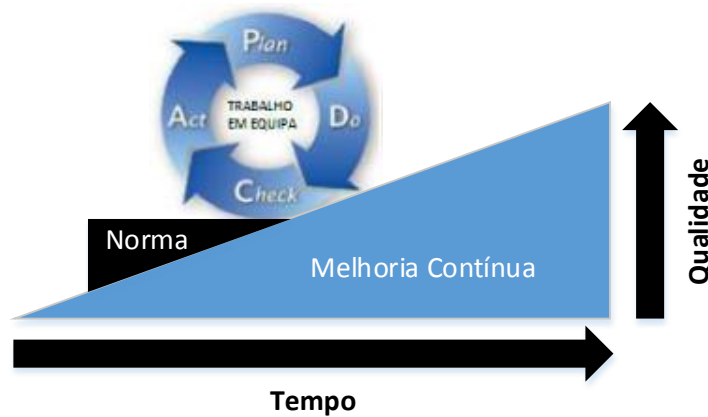 Plan
Act
TRABALHO
EM EQUIPA
Do
Check
Norma
Melhoria Contínua
Qualidade
Tempo